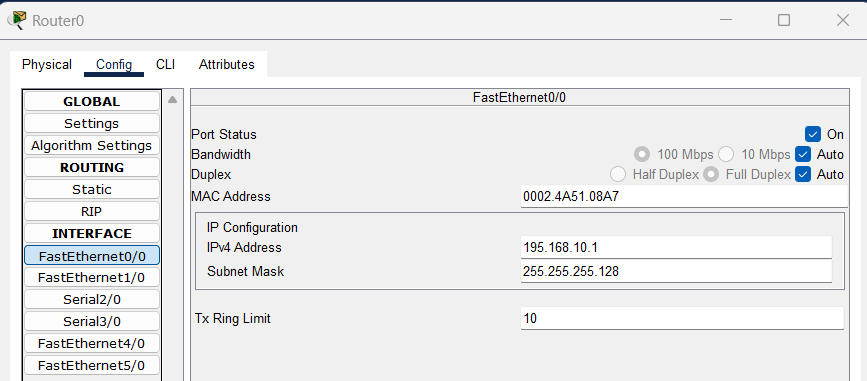 Router0
Physical Config CLI Attributes
GLOBAL
Settings
Algorithm Settings
ROUTING
Static
RIP
INTERFACE
FastEthernet0/0
FastEthernet1/0
Serial2/0
Serial3/0
FastEthernet4/0
FastEthernet5/0
FastEthernet0/0
Port Status On
Bandwidth 100 Mbps 10 Mbps Auto
Duplex Half Duplex Full Duplex Auto
MAC Address 0002.4A51.08A7
IP Configuration
IPv4 Address 195.168.10.1
Subnet Mask 255.255.255.128
Tx Ring Limit 10